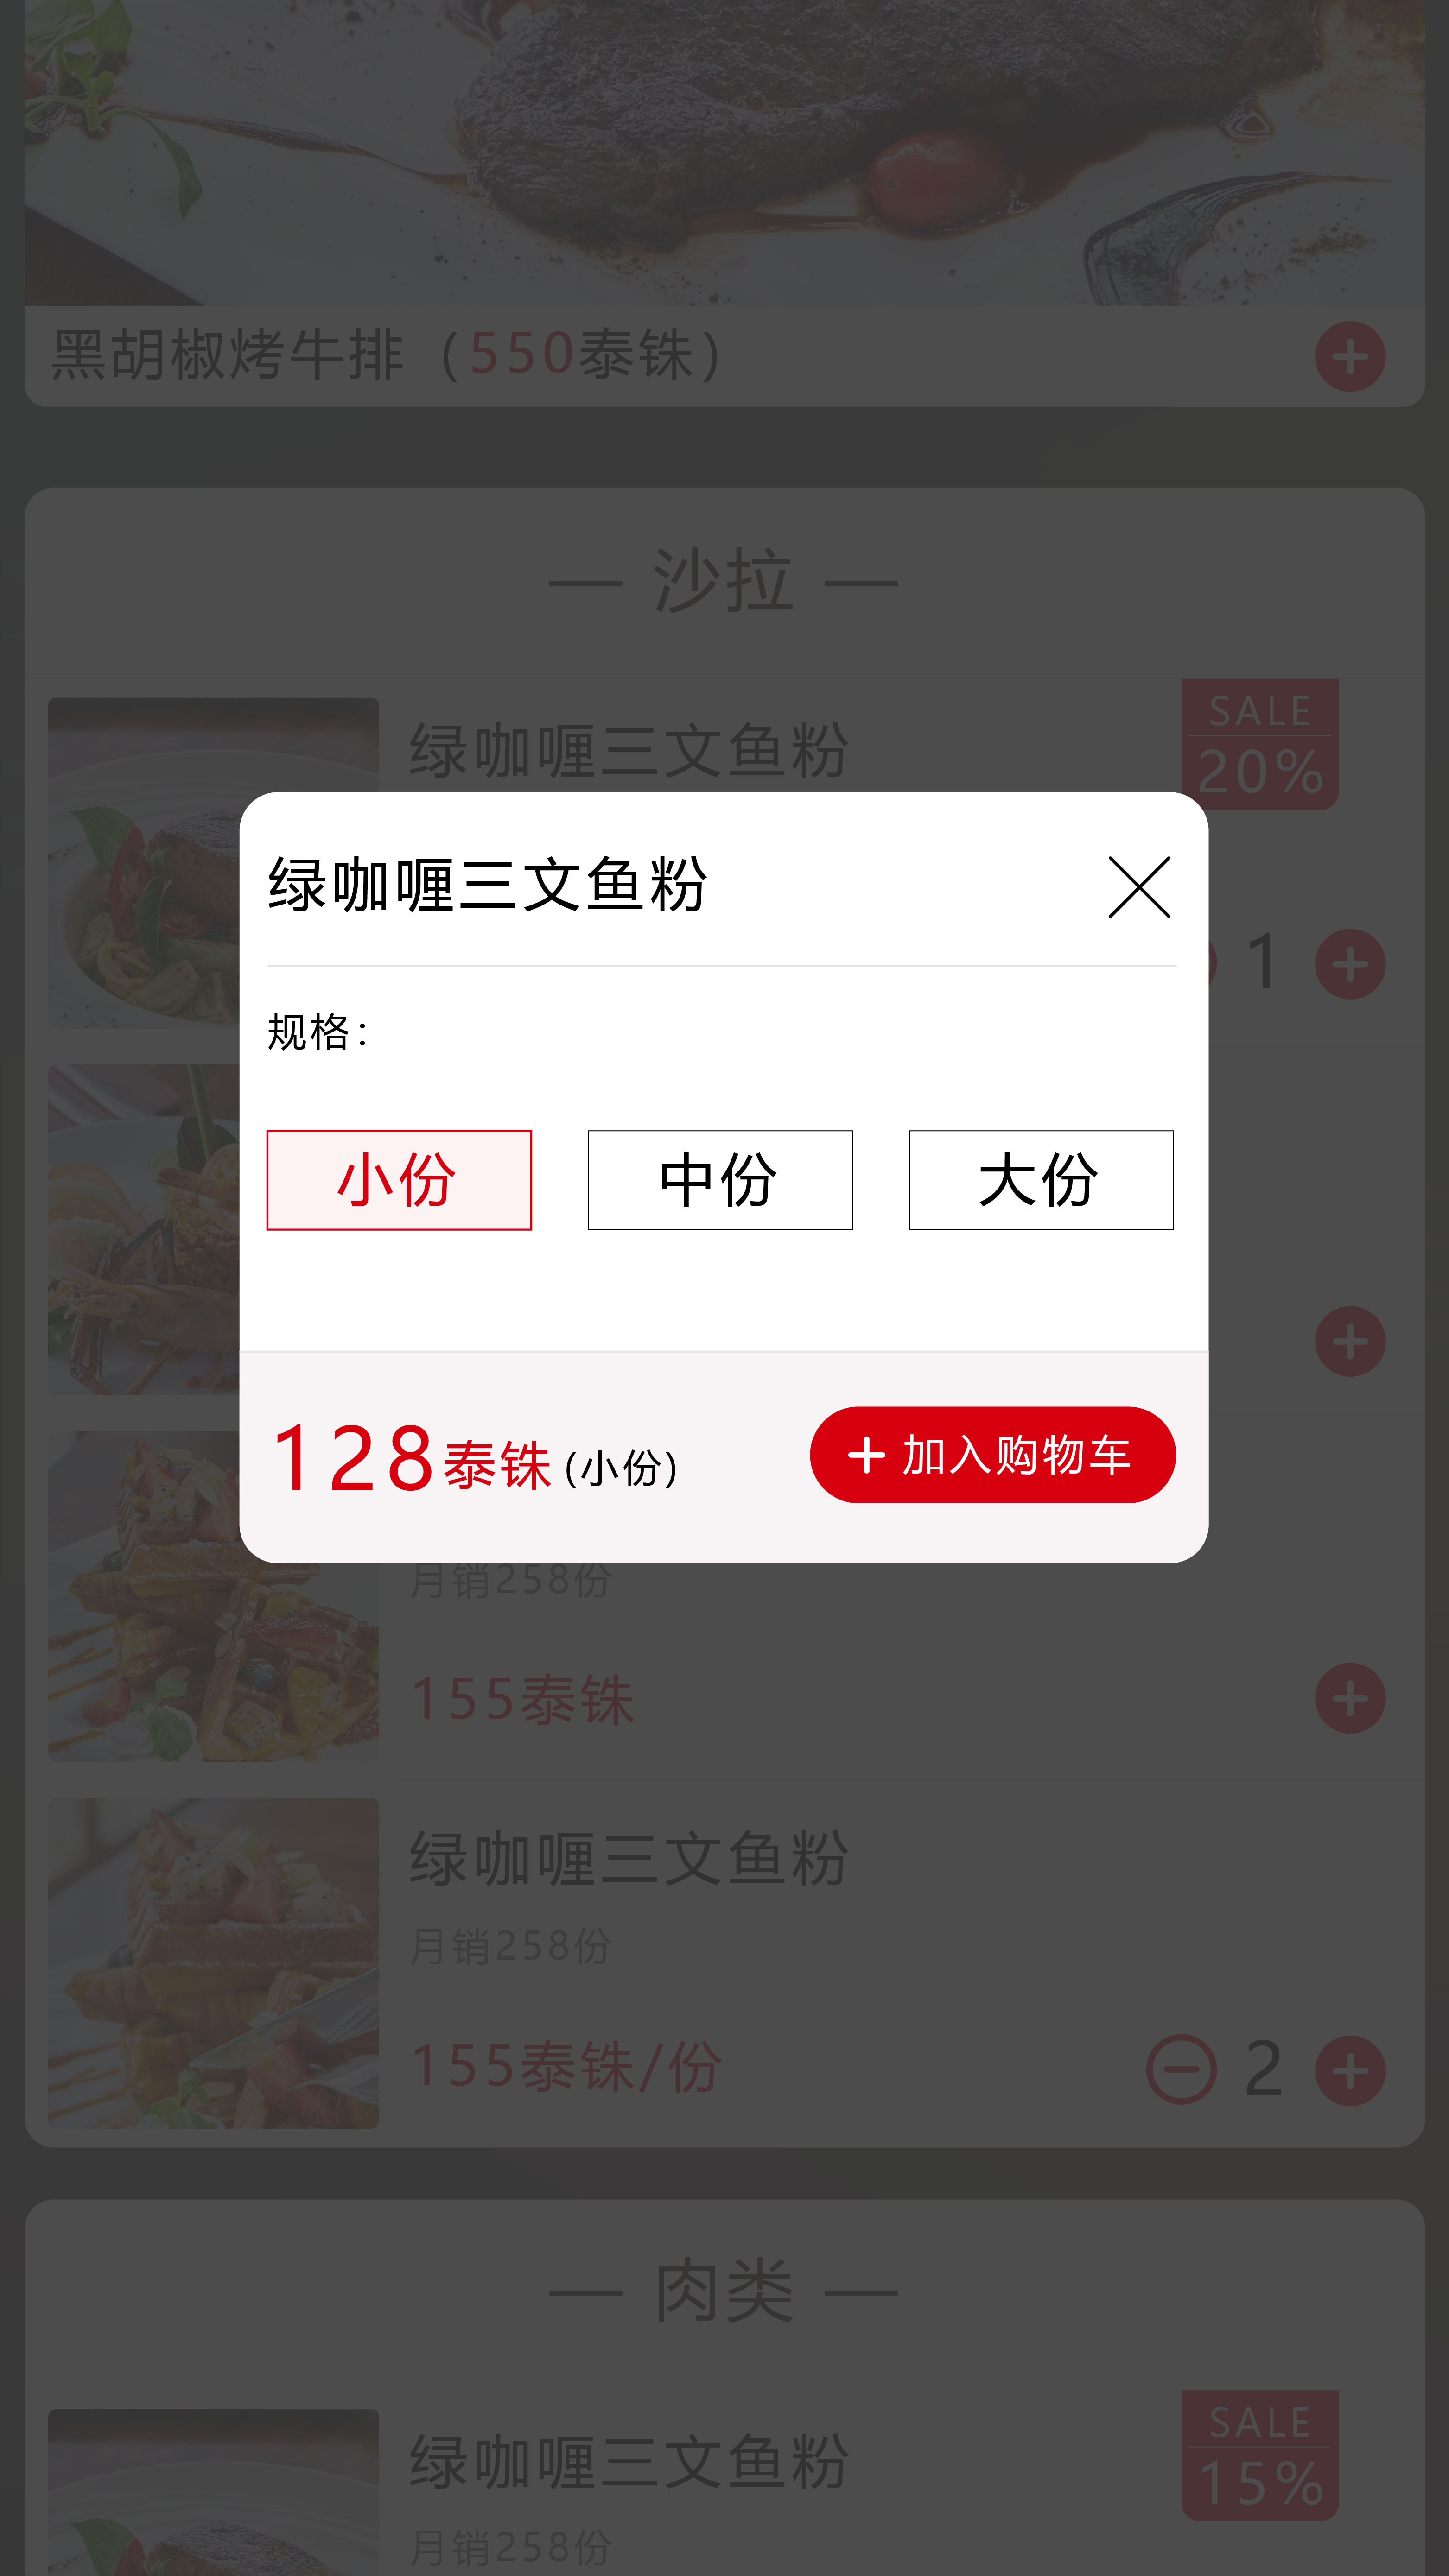 黑胡椒烤牛排（550泰铢）
— 沙拉 —
绿咖喱三文鱼粉
SALE
20%
1
绿咖喱三文鱼粉
规格：
小份
中份
大份
128泰铢(小份)
加入购物车
月销258份
155泰铢
绿咖喱三文鱼粉
月销258份
155泰铢/份
2
— 肉类 —
绿咖喱三文鱼粉
SALE
15%
月销258份